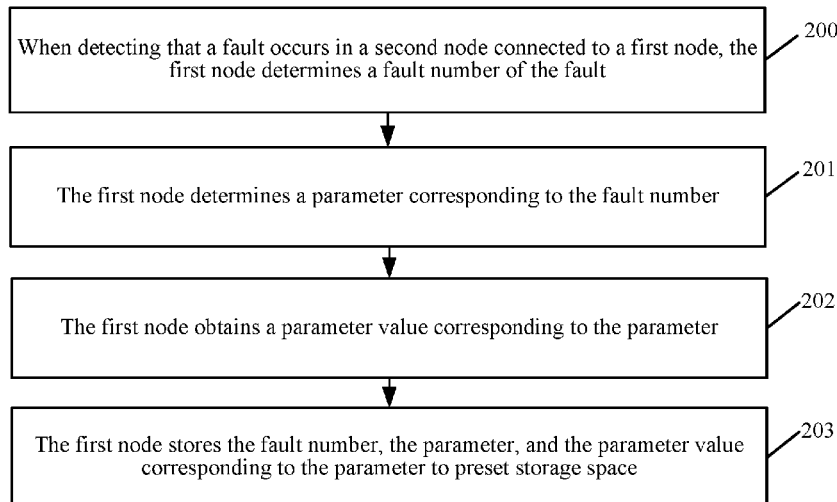 200
When detecting that a fault occurs in a second node connected to a first node, the
first node determines a fault number of the fault
201
The first node determines a parameter corresponding to the fault number
202
The first node obtains a parameter value corresponding to the parameter
203
The first node stores the fault number, the parameter, and the parameter value
corresponding to the parameter to preset storage space